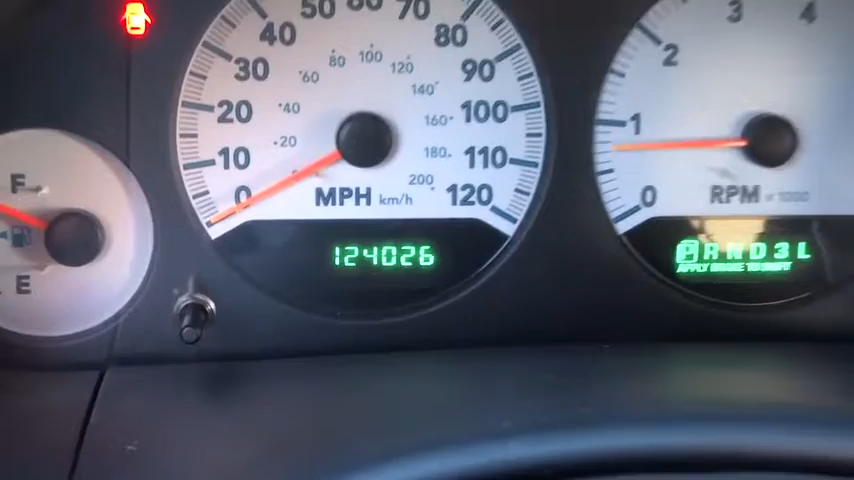 40 50 60 70 80
30 80 100 120 90
60 140
20 40 160 100
20 180
10 200 110
0 MPH km/h 120
124026
F
E
3 4
2
1
0 RPM x 1000
P R N D 3 L
APPLY BRAKE TO SHIFT